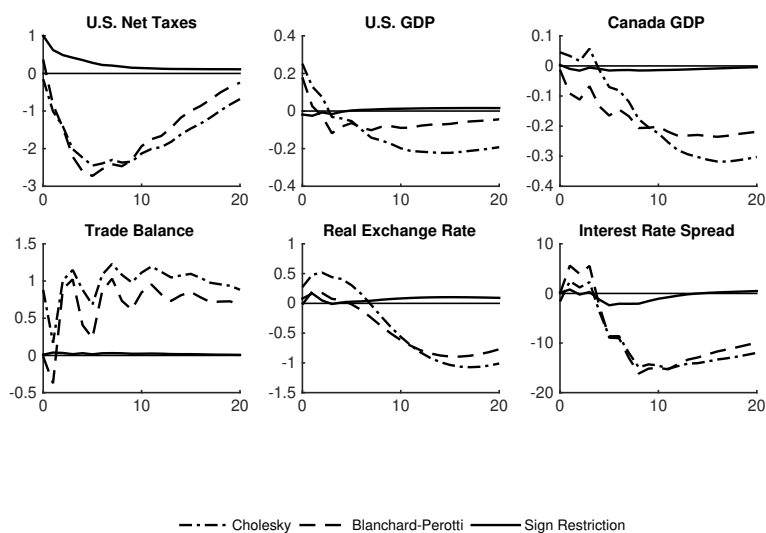 U.S. Net Taxes
U.S. GDP
Canada GDP
1
0
-1
-2
-3
0 10 20
0.4
0.2
0
-0.2
-0.4
0 10 20
0.1
0
-0.1
-0.2
-0.3
-0.4
0 10 20
Trade Balance
Real Exchange Rate
Interest Rate Spread
1.5
1
0.5
0
-0.5
0 10 20
1
0.5
0
-0.5
-1
-1.5
0 10 20
10
0
-10
-20
0 10 20
Cholesky Blanchard-Perotti Sign Restriction